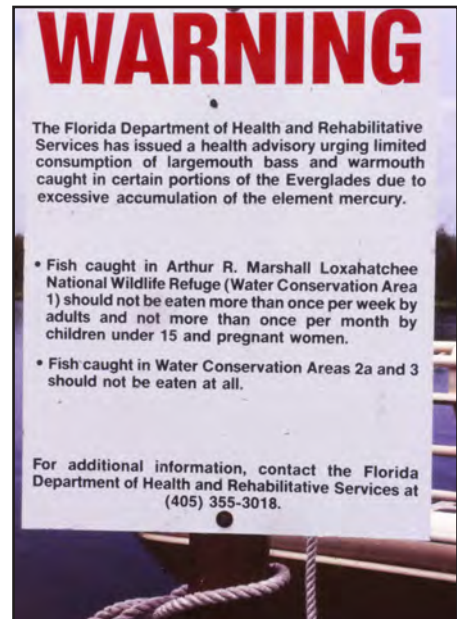 WARNING
The Florida Department of Health and Rehabilitative
Services has issued a health advisory urging limited
consumption of largemouth bass and warmouth
caught in certain portions of the Everglades due to
excessive accumulation of the element mercury.
• Fish caught in Arthur R. Marshall Loxahatchee
National Wildlife Refuge (Water Conservation Area
1) should not be eaten more than once per week by
adults and not more than once per month by
children under 15 and pregnant women.
• Fish caught in Water Conservation Areas 2a and 3
should not be eaten at all.
For additional information, contact the Florida
Department of Health and Rehabilitative Services at
(405) 355-3018.